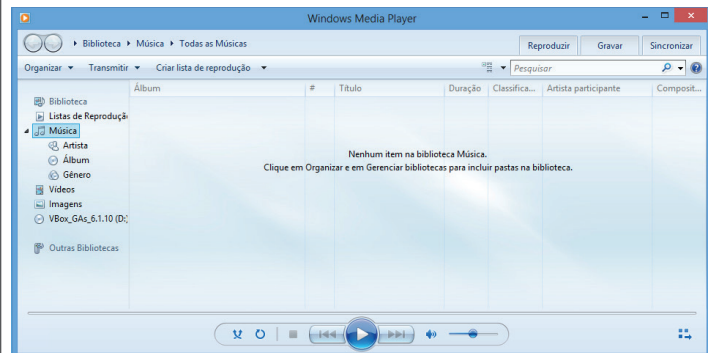 Windows Media Player
Biblioteca Música Todas as Músicas Reproduzir Gravar Sincronizar
Organizar Transmitir Criar lista de reprodução Pesquisar
Álbum # Título Duração Classifica... Artista participante Composit...
Biblioteca
Listas de Reproduçã
Música
Artista
Álbum
Gênero
Vídeos
Imagens
VBox_GAs_6.1.10 (D:)
Outras Bibliotecas
Nenhum item na biblioteca Música.
Clique em Organizar e em Gerenciar bibliotecas para incluir pastas na biblioteca.